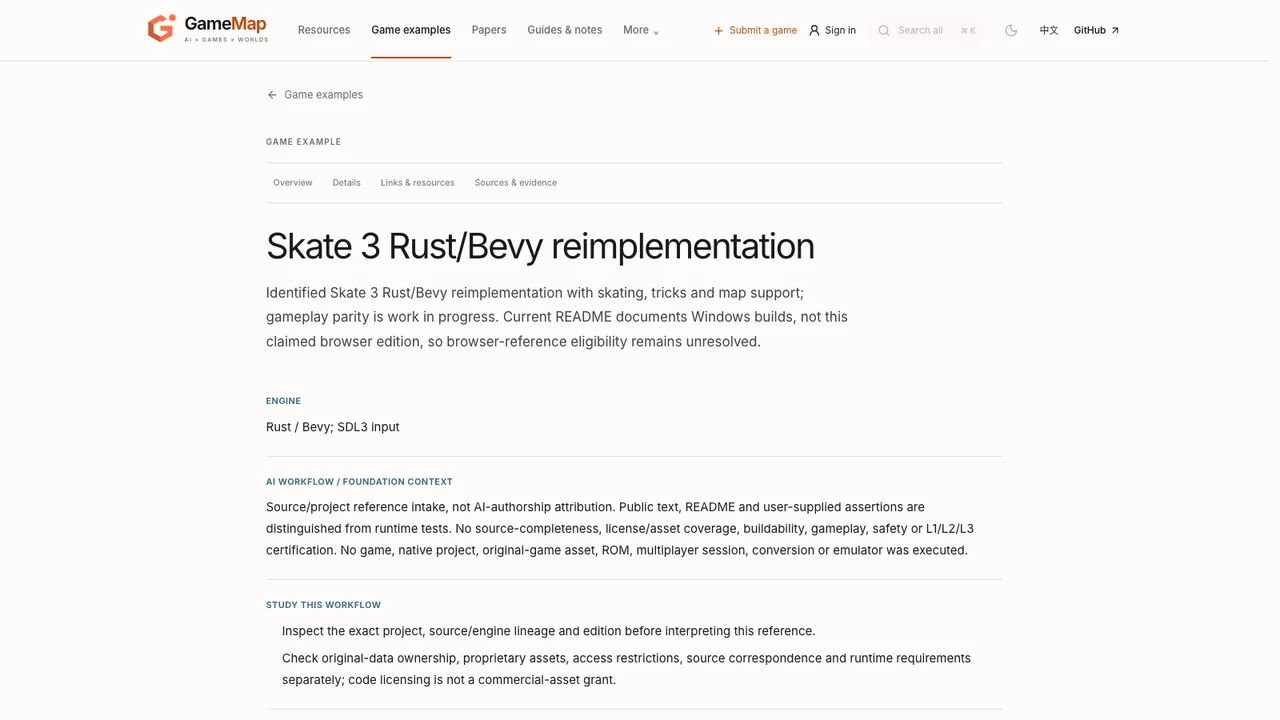 GameMap
AI × GAMES × WORLDS
Resources
Game examples
Papers
Guides & notes
More
+ Submit a game
Sign in
Search all
⌘ K
中文
GitHub ↗
← Game examples
GAME EXAMPLE
Overview
Details
Links & resources
Sources & evidence
Skate 3 Rust/Bevy reimplementation
Identified Skate 3 Rust/Bevy reimplementation with skating, tricks and map support;
gameplay parity is work in progress. Current README documents Windows builds, not this
claimed browser edition, so browser-reference eligibility remains unresolved.
ENGINE
Rust / Bevy; SDL3 input
AI WORKFLOW / FOUNDATION CONTEXT
Source/project reference intake, not AI-authorship attribution. Public text, README and user-supplied assertions are
distinguished from runtime tests. No source-completeness, license/asset coverage, buildability, gameplay, safety or L1/L2/L3
certification. No game, native project, original-game asset, ROM, multiplayer session, conversion or emulator was executed.
STUDY THIS WORKFLOW
Inspect the exact project, source/engine lineage and edition before interpreting this reference.
Check original-data ownership, proprietary assets, access restrictions, source correspondence and runtime requirements
separately; code licensing is not a commercial-asset grant.